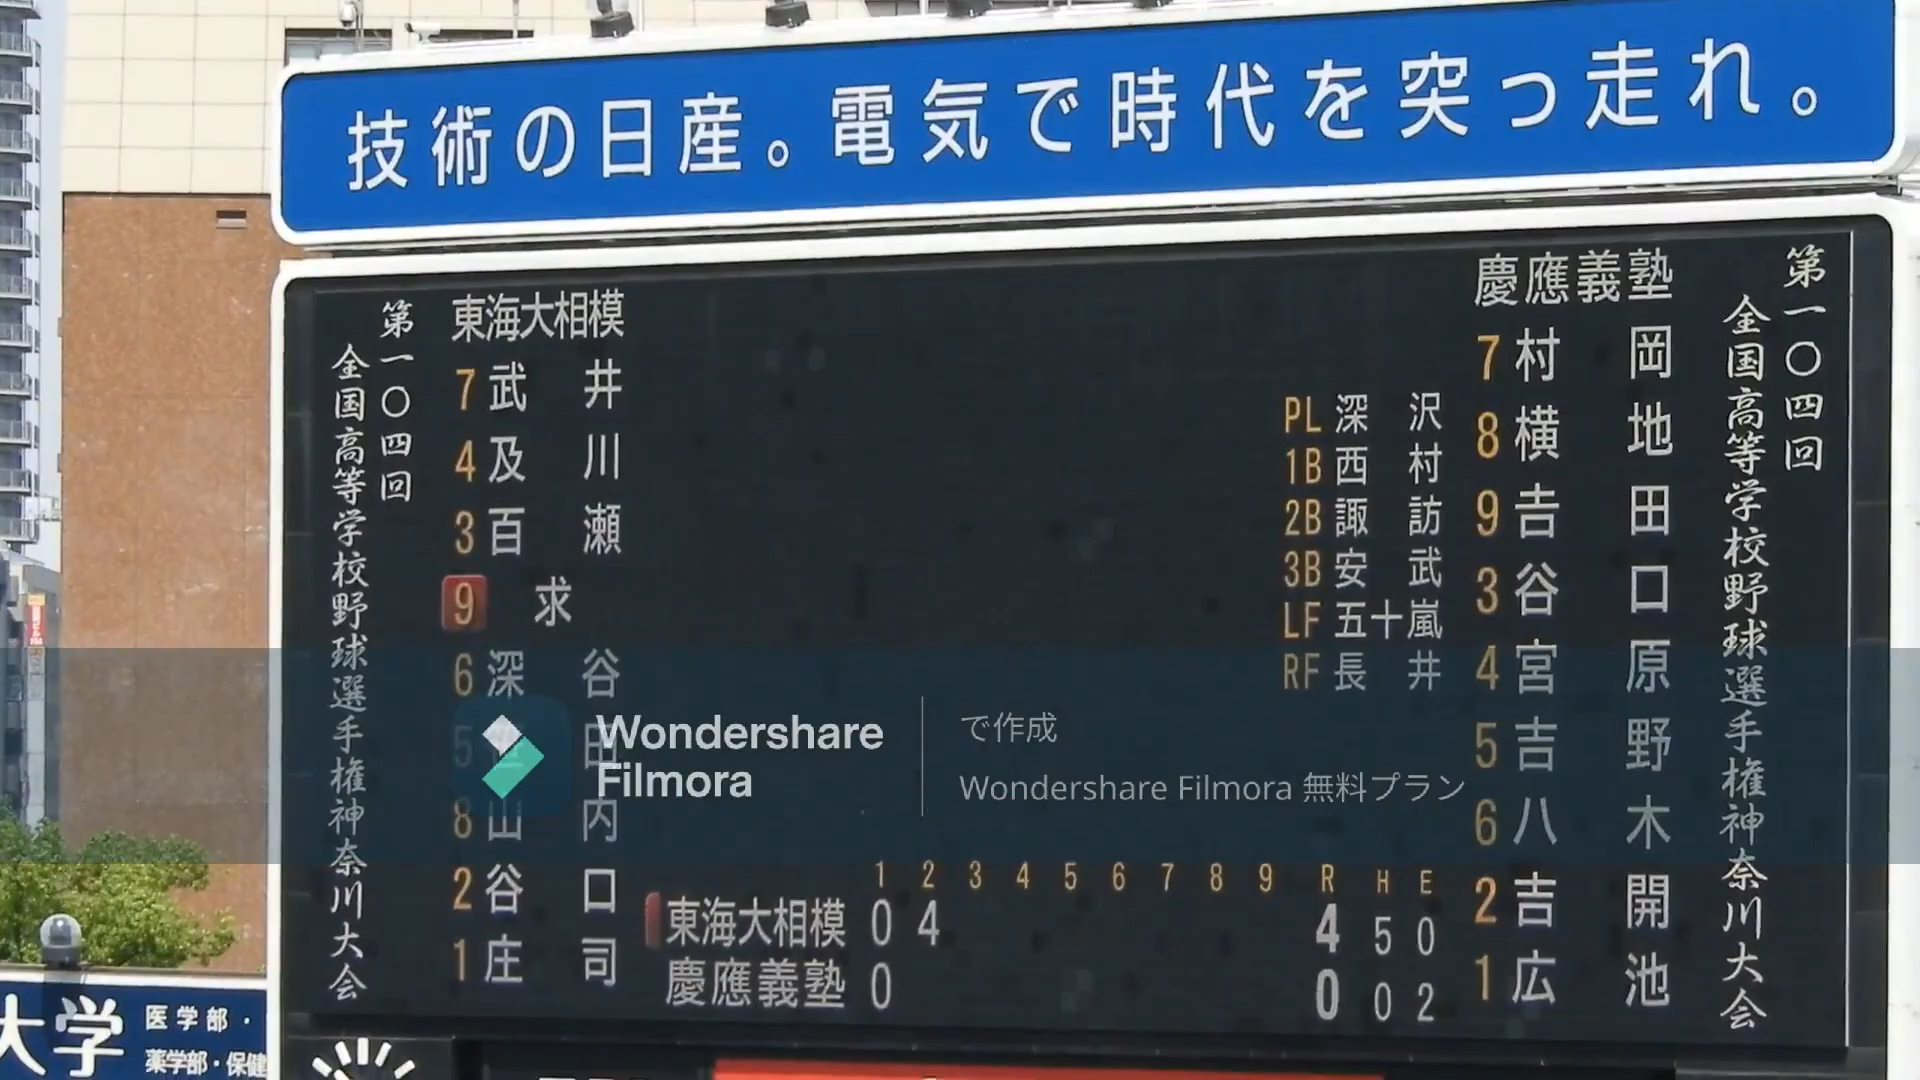 技術の日産。電気で時代を突っ走れ。
第一〇四回
全国高等学校野球選手権神奈川大会
東海大相模
7 武井
4 及川
3 百瀬
9 求
6 深谷
5 田
8 山内
2 谷口
1 庄司
PL 深沢
1B 西村
2B 諏訪
3B 安武
LF 五十嵐
RF 長井
慶應義塾
7 村岡
8 横地
9 𠮷田
3 谷口
4 宮原
5 吉野
6 八木
2 吉開
1 広池
第一〇四回
全国高等学校野球選手権神奈川大会
1 2 3 4 5 6 7 8 9 R H E
東海大相模 0 4 4 5 0
慶應義塾 0 0 0 2
Wondershare Filmora
で作成
Wondershare Filmora 無料プラン
大学
医学部・
薬学部・保健